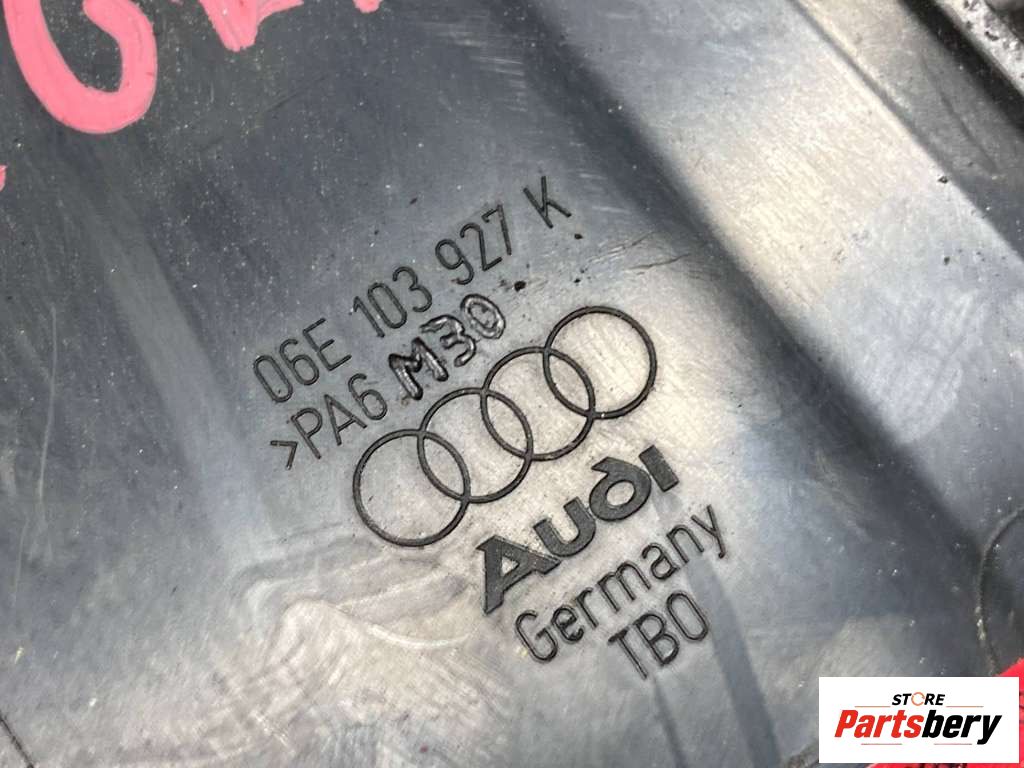 06E 103 927 K
>PA6 M30
Audi
Germany
TBO
STORE
Partsbery